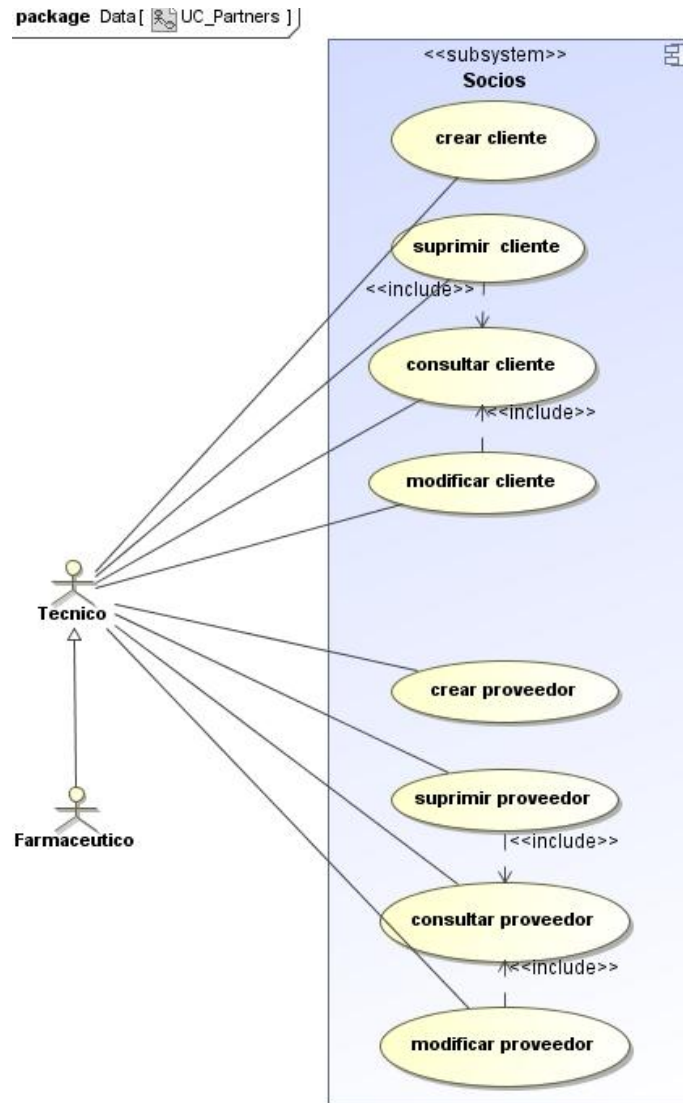 package Data[ UC_Partners ]
<<subsystem>>
Socios
crear cliente
suprimir cliente
<<include>>
consultar cliente
<<include>>
modificar cliente
Tecnico
crear proveedor
suprimir proveedor
Farmaceutico
<<include>>
consultar proveedor
<<include>>
modificar proveedor